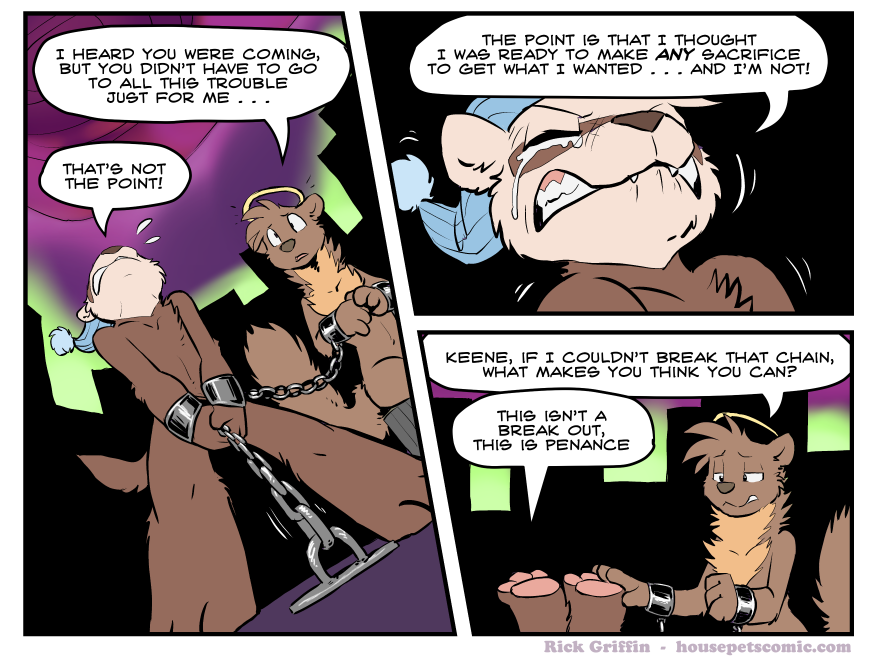 I HEARD YOU WERE COMING,
BUT YOU DIDN'T HAVE TO GO
TO ALL THIS TROUBLE
JUST FOR ME . . .
THAT'S NOT
THE POINT!
THE POINT IS THAT I THOUGHT
I WAS READY TO MAKE ANY SACRIFICE
TO GET WHAT I WANTED . . . AND I'M NOT!
KEENE, IF I COULDN'T BREAK THAT CHAIN,
WHAT MAKES YOU THINK YOU CAN?
THIS ISN'T A
BREAK OUT,
THIS IS PENANCE
Rick Griffin - housepetscomic.com